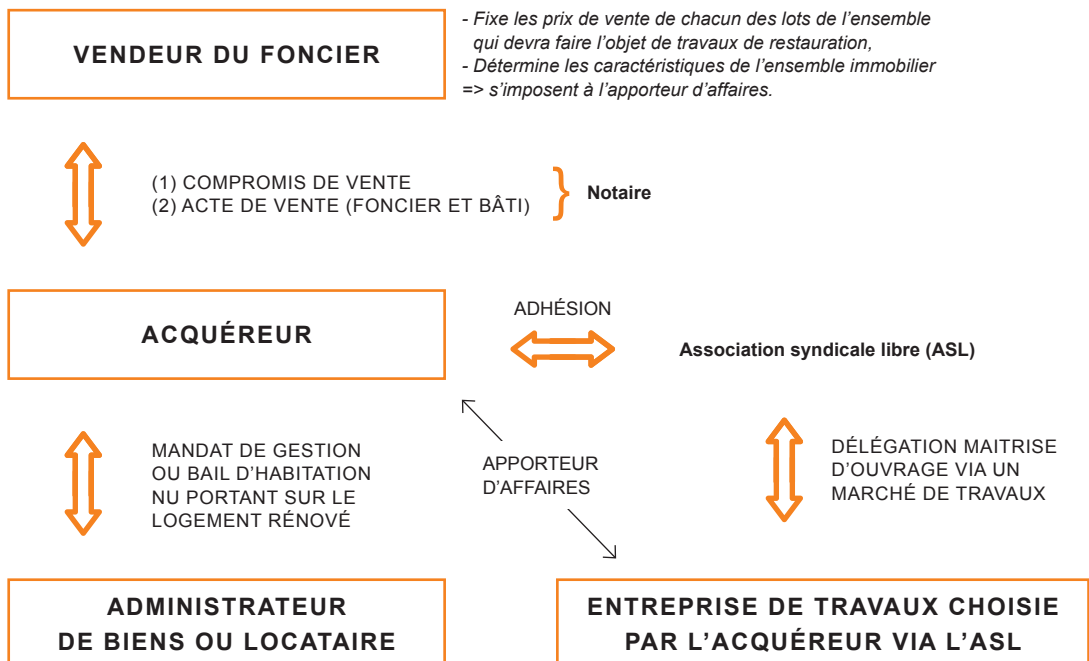 VENDEUR DU FONCIER
- Fixe les prix de vente de chacun des lots de l'ensemble
qui devra faire l'objet de travaux de restauration,
- Détermine les caractéristiques de l'ensemble immobilier
=> s'imposent à l'apporteur d'affaires.
(1) COMPROMIS DE VENTE
(2) ACTE DE VENTE (FONCIER ET BÂTI)
} Notaire
ACQUÉREUR
ADHÉSION
Association syndicale libre (ASL)
MANDAT DE GESTION
OU BAIL D'HABITATION
NU PORTANT SUR LE
LOGEMENT RÉNOVÉ
APPORTEUR
D'AFFAIRES
DÉLÉGATION MAITRISE
D'OUVRAGE VIA UN
MARCHÉ DE TRAVAUX
ADMINISTRATEUR
DE BIENS OU LOCATAIRE
ENTREPRISE DE TRAVAUX CHOISIE
PAR L'ACQUÉREUR VIA L'ASL